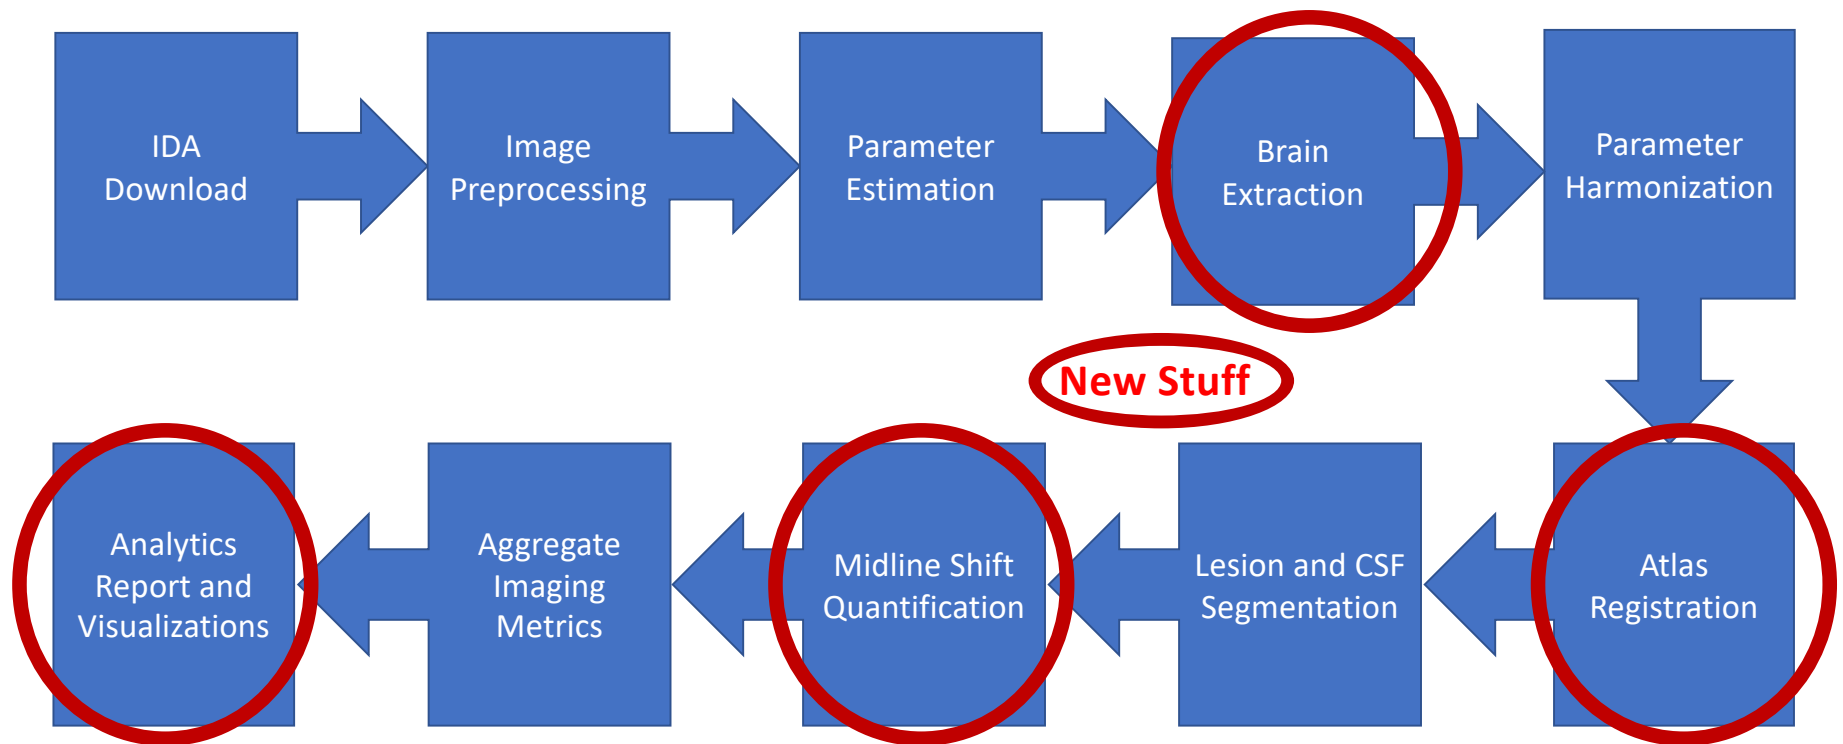 IDA
Download
Image
Preprocessing
Parameter
Estimation
Brain
Extraction
Parameter
Harmonization
New Stuff
Analytics
Report and
Visualizations
Aggregate
Imaging
Metrics
Midline Shift
Quantification
Lesion and CSF
Segmentation
Atlas
Registration